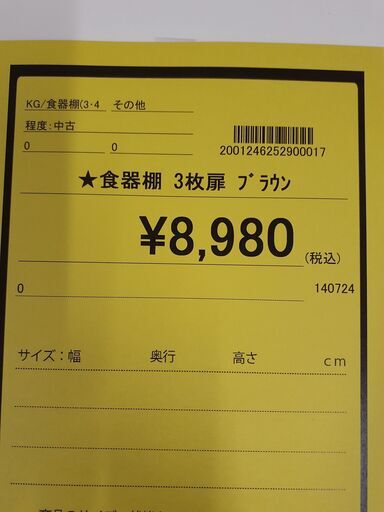 KG/食器棚(3･4 その他
程度:中古
0 0
2001246252900017
★食器棚 3枚扉 ﾌﾞﾗｳﾝ
¥8,980
(税込)
0 140724
サイズ:幅 奥行 高さ cm